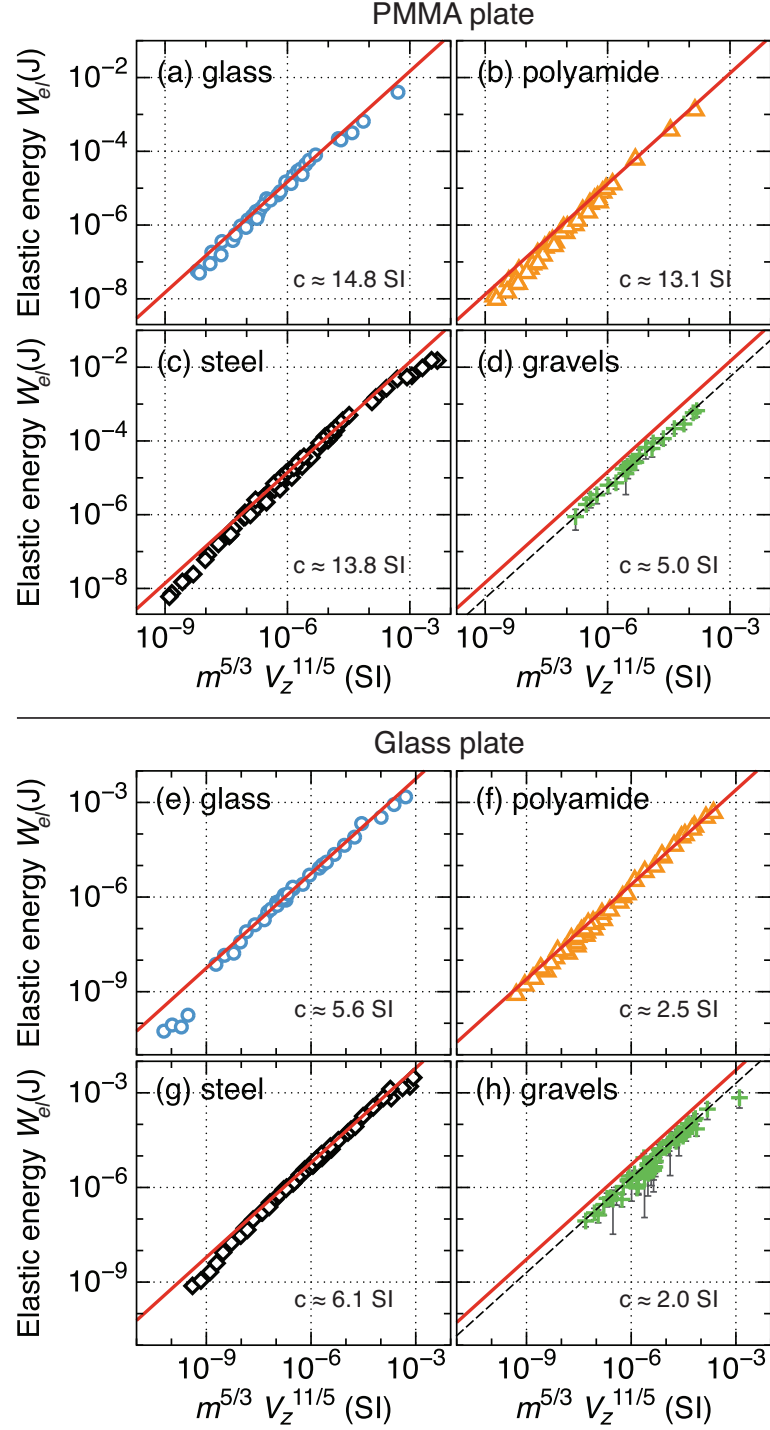 PMMA plate
(a) glass
(b) polyamide
Elastic energy W_el(J)
10⁻²
10⁻⁴
10⁻⁶
10⁻⁸
c ≈ 14.8 SI
c ≈ 13.1 SI
(c) steel
(d) gravels
Elastic energy W_el(J)
10⁻²
10⁻⁴
10⁻⁶
10⁻⁸
c ≈ 13.8 SI
c ≈ 5.0 SI
10⁻⁹ 10⁻⁶ 10⁻³
10⁻⁹ 10⁻⁶ 10⁻³
m^5/3 V_z^11/5 (SI)
m^5/3 V_z^11/5 (SI)
Glass plate
(e) glass
(f) polyamide
Elastic energy W_el(J)
10⁻³
10⁻⁶
10⁻⁹
c ≈ 5.6 SI
c ≈ 2.5 SI
(g) steel
(h) gravels
Elastic energy W_el(J)
10⁻³
10⁻⁶
10⁻⁹
c ≈ 6.1 SI
c ≈ 2.0 SI
10⁻⁹ 10⁻⁶ 10⁻³
10⁻⁹ 10⁻⁶ 10⁻³
m^5/3 V_z^11/5 (SI)
m^5/3 V_z^11/5 (SI)